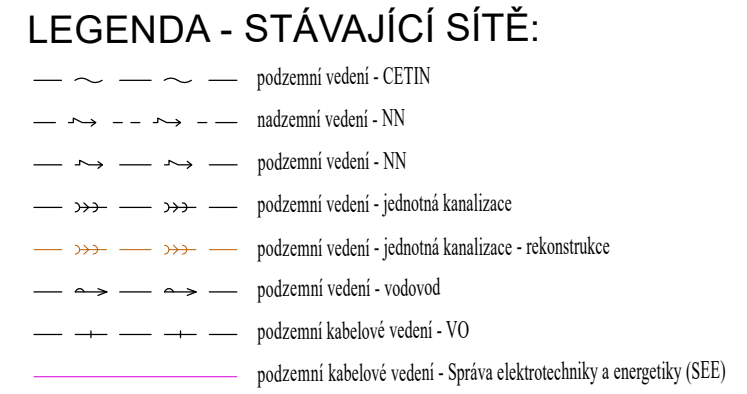 LEGENDA - STÁVAJÍCÍ SÍTĚ:
podzemní vedení - CETIN
nadzemní vedení - NN
podzemní vedení - NN
podzemní vedení - jednotná kanalizace
podzemní vedení - jednotná kanalizace - rekonstrukce
podzemní vedení - vodovod
podzemní kabelové vedení - VO
podzemní kabelové vedení - Správa elektrotechniky a energetiky (SEE)